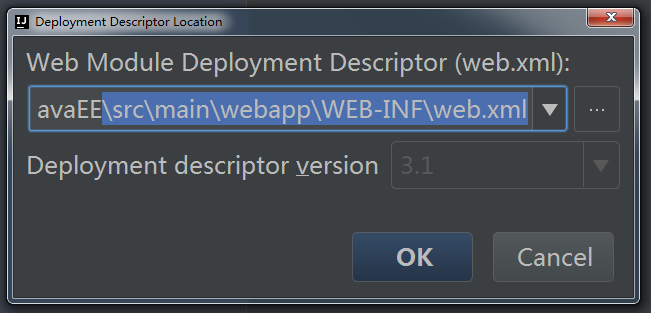 IJ Deployment Descriptor Location
Web Module Deployment Descriptor (web.xml):
avaEE\src\main\webapp\WEB-INF\web.xml ...
Deployment descriptor version 3.1
OK Cancel